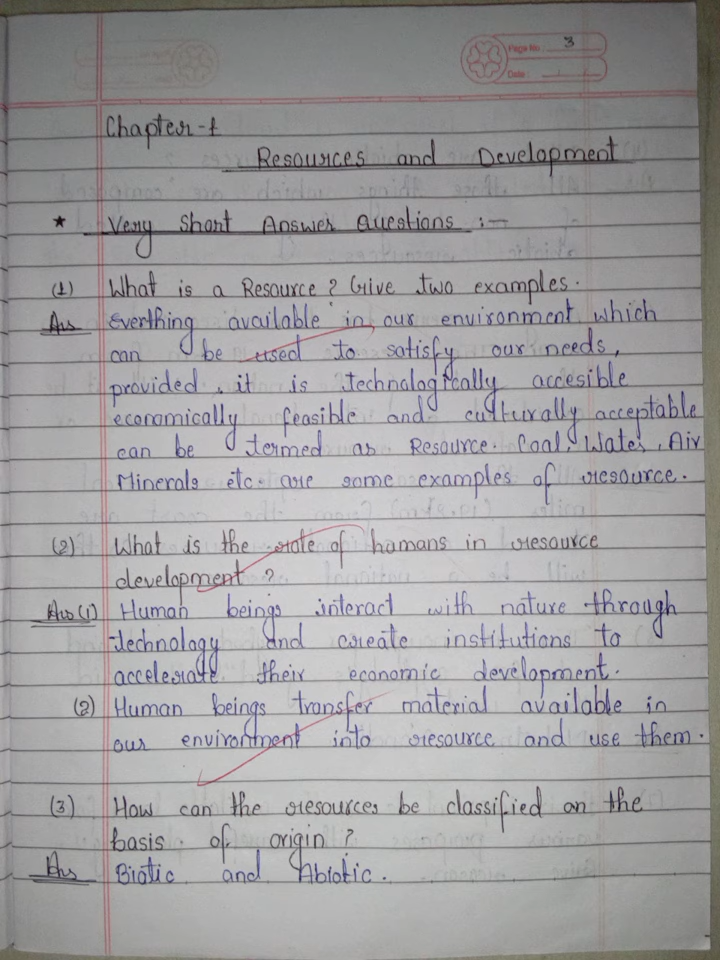 Page No. 3
Date :
Chapter-1
Resources and Development
* Very Short Answer Questions :-
(1) What is a Resource? Give two examples.
Ans Everthing available in our environment which
can be used to satisfy our needs,
provided, it is technologically accesible
economically feasible and culturally acceptable
can be termed as Resource. Coal, Water, Air
Minerals etc are some examples of resource.
(2) What is the role of humans in resource
development?
Ans (1) Human beings interact with nature through
technology and create institutions to
accelerate their economic development.
(2) Human beings transfer material available in
our environment into resource and use them.
(3) How can the resources be classified on the
basis of origin?
Ans Biotic and Abiotic.